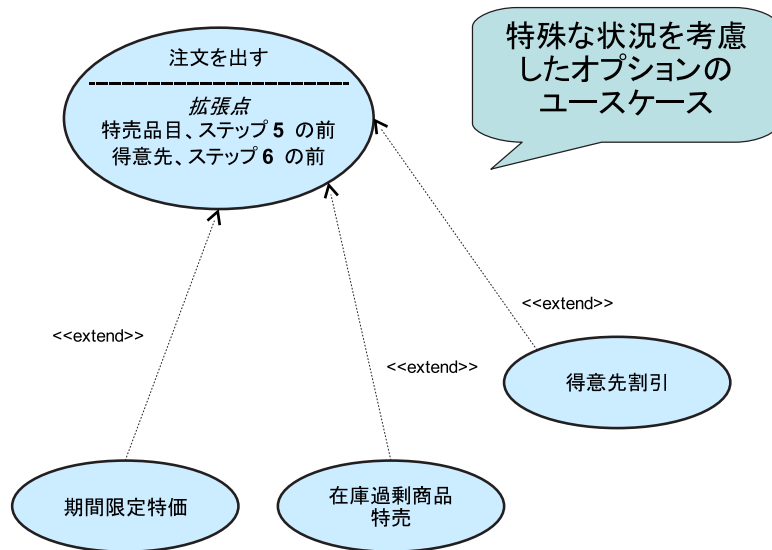 注文を出す
拡張点
特売品目、ステップ 5 の前
得意先、ステップ 6 の前
特殊な状況を考慮
したオプションの
ユースケース
<<extend>>
<<extend>>
<<extend>>
得意先割引
期間限定特価
在庫過剰商品
特売